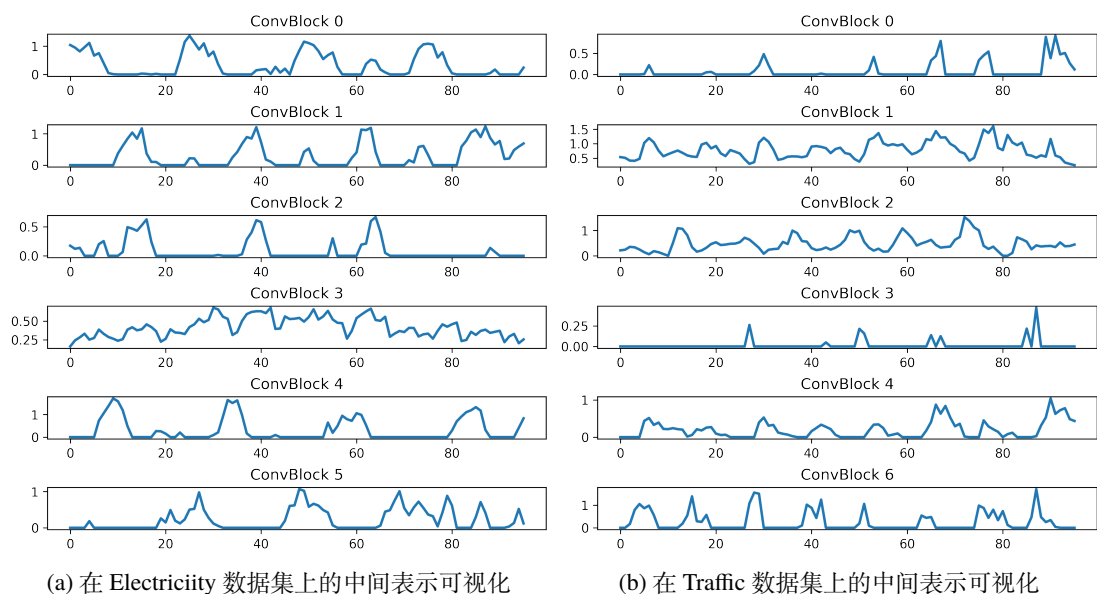 ConvBlock 0
1
0
0 20 40 60 80
ConvBlock 1
1
0
0 20 40 60 80
ConvBlock 2
0.5
0.0
0 20 40 60 80
ConvBlock 3
0.50
0.25
0 20 40 60 80
ConvBlock 4
1
0
0 20 40 60 80
ConvBlock 5
1
0
0 20 40 60 80
(a) 在 Electriciity 数据集上的中间表示可视化
ConvBlock 0
0.5
0.0
0 20 40 60 80
ConvBlock 1
1.5
1.0
0.5
0 20 40 60 80
ConvBlock 2
1
0
0 20 40 60 80
ConvBlock 3
0.25
0.00
0 20 40 60 80
ConvBlock 4
1
0
0 20 40 60 80
ConvBlock 6
1
0
0 20 40 60 80
(b) 在 Traffic 数据集上的中间表示可视化